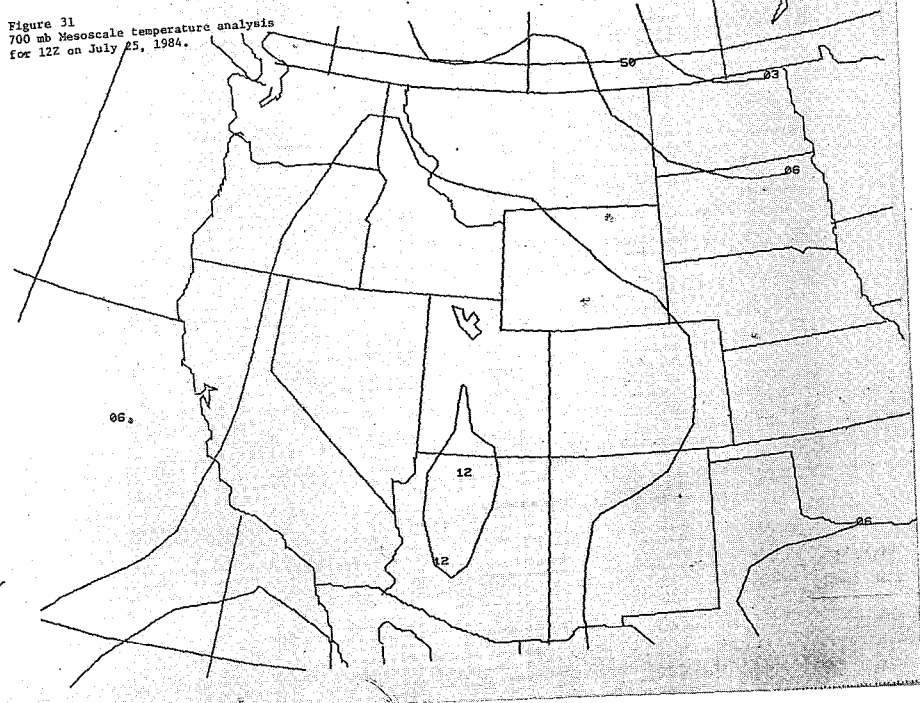 Figure 31
700 mb Mesoscale temperature analysis
for 12Z on July 25, 1984.
50
03
06
06
12
06
12